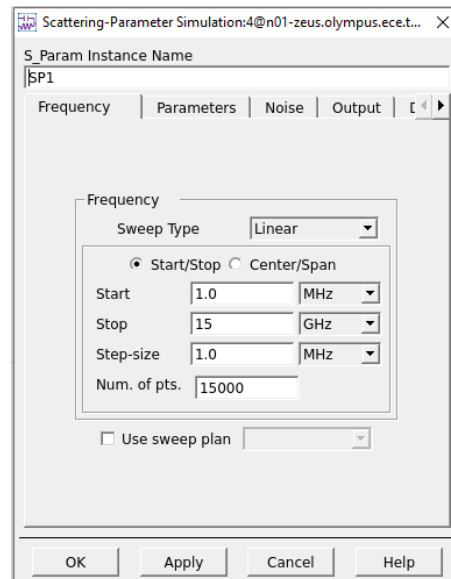 Scattering-Parameter Simulation:4@n01-zeus.olympus.ece.t...
S_Param Instance Name
SP1
Frequency Parameters Noise Output
Frequency
Sweep Type Linear
Start/Stop Center/Span
Start 1.0 MHz
Stop 15 GHz
Step-size 1.0 MHz
Num. of pts. 15000
Use sweep plan
OK Apply Cancel Help